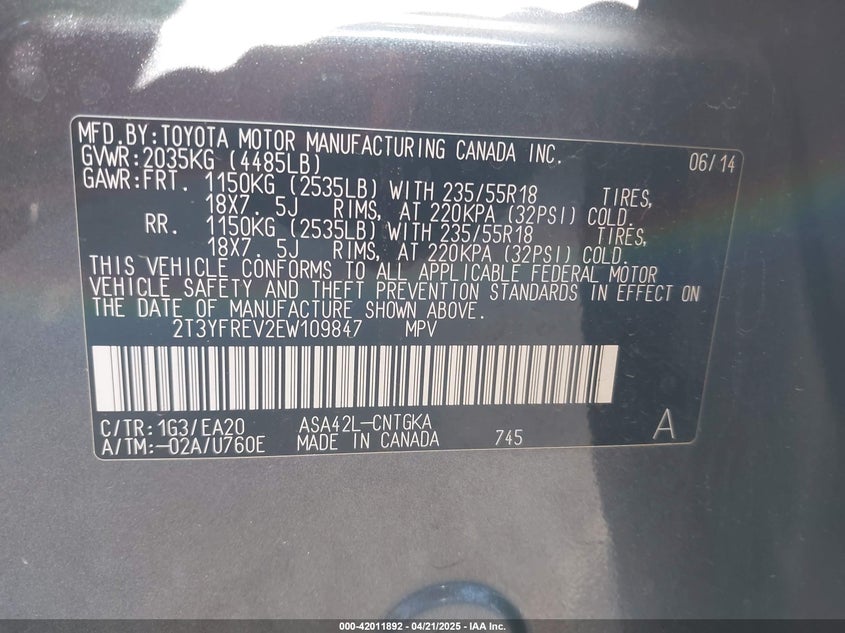 MFD.BY:TOYOTA MOTOR MANUFACTURING CANADA INC. 06/14
GVWR:2035KG (4485LB)
GAWR:FRT. 1150KG (2535LB) WITH 235/55R18 TIRES,
18X7. 5J RIMS, AT 220KPA (32PSI) COLD.
RR. 1150KG (2535LB) WITH 235/55R18 TIRES,
18X7. 5J RIMS, AT 220KPA (32PSI) COLD.
THIS VEHICLE CONFORMS TO ALL APPLICABLE FEDERAL MOTOR
VEHICLE SAFETY AND THEFT PREVENTION STANDARDS IN EFFECT ON
THE DATE OF MANUFACTURE SHOWN ABOVE.
2T3YFREV2EW109847 MPV
C/TR:1G3/EA20 ASA42L-CNTGKA
A/TM:-02A/U760E MADE IN CANADA 745 A
000-42011892 - 04/21/2025 - IAA Inc.